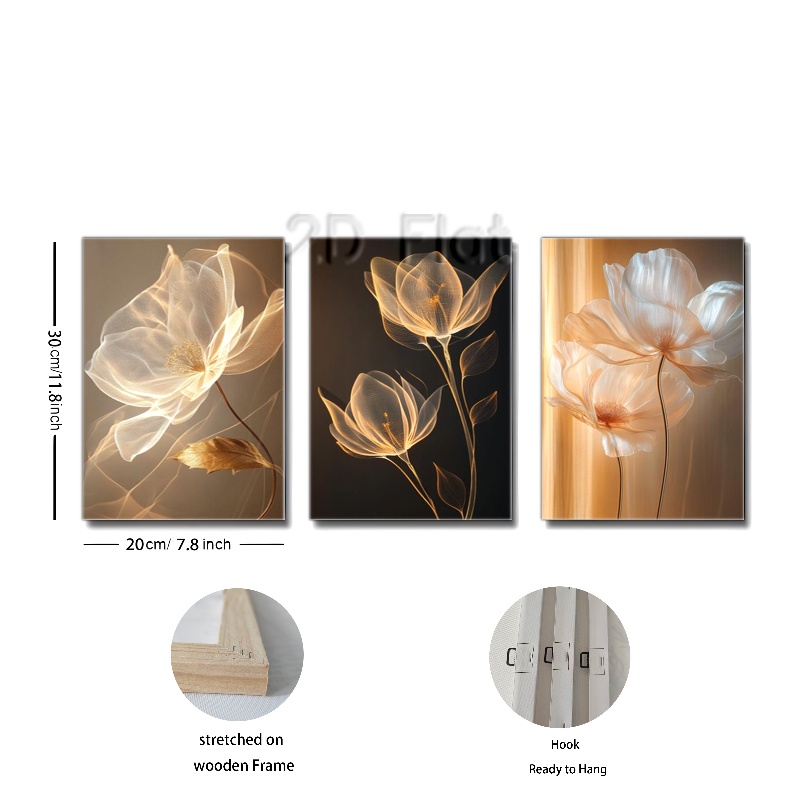 2D Flat
30cm/11.8inch
20cm/ 7.8 inch
stretched on
wooden Frame
Hook
Ready to Hang